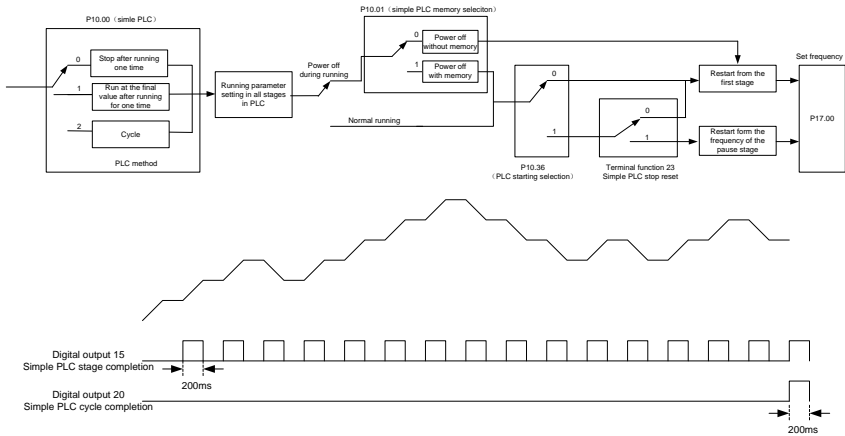 P10.00（simle PLC）
0
Stop after running
one time
1
Run at the final
value after running
for one time
2
Cycle
PLC method
Running parameter
setting in all stages
in PLC
Power off
during running
Normal running
P10.01（simple PLC memory seleciton）
0
Power off
without memory
1
Power off
with memory
0
1
P10.36
（PLC starting selection）
0
1
Terminal function 23
Simple PLC stop reset
Restart from the
first stage
Restart form the
frequency of the
pause stage
Set frequency
P17.00
Digital output 15
Simple PLC stage completion
200ms
Digital output 20
Simple PLC cycle completion
200ms